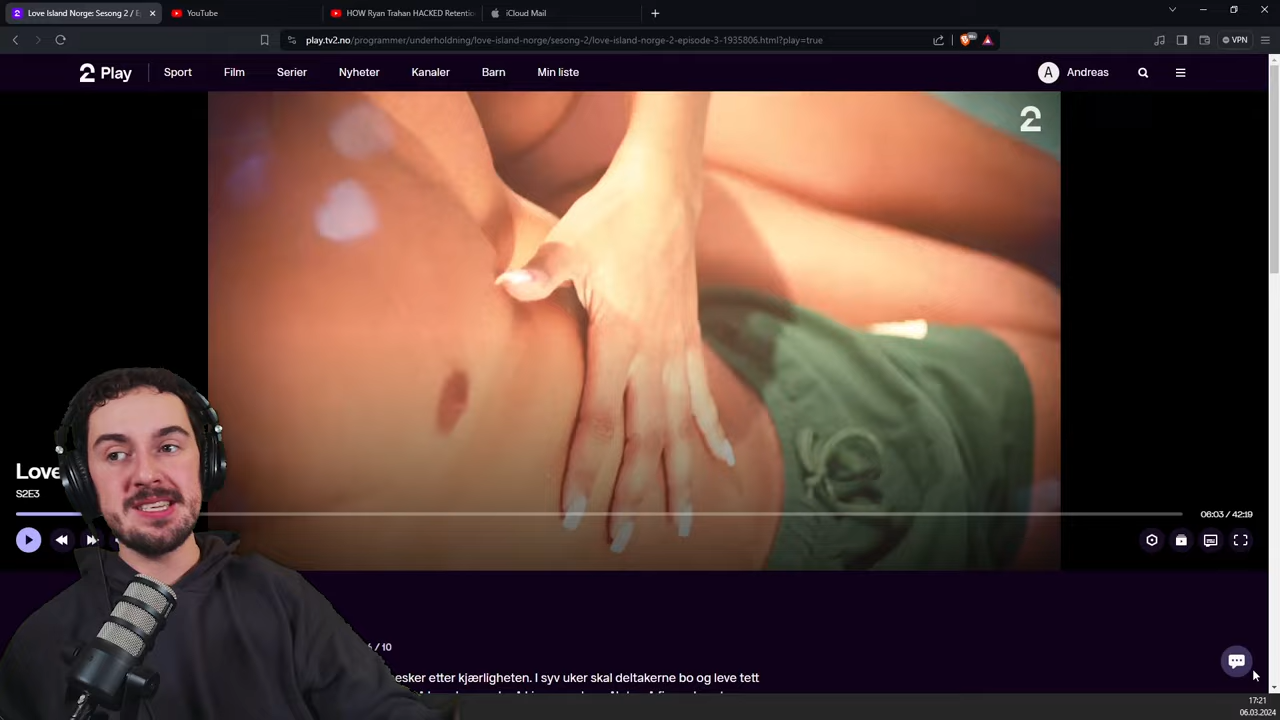 Love Island Norge: Sesong 2 / E
YouTube
HOW Ryan Trahan HACKED Retentio
iCloud Mail
play.tv2.no/programmer/underholdning/love-island-norge/sesong-2/love-island-norge-2-episode-3-1935806.html?play=true
VPN
2 Play
Sport
Film
Serier
Nyheter
Kanaler
Barn
Min liste
A
Andreas
2
Love
S2E3
06:03 / 42:19
/ 10
esker etter kjærligheten. I syv uker skal deltakerne bo og leve tett
17:21
06.03.2024